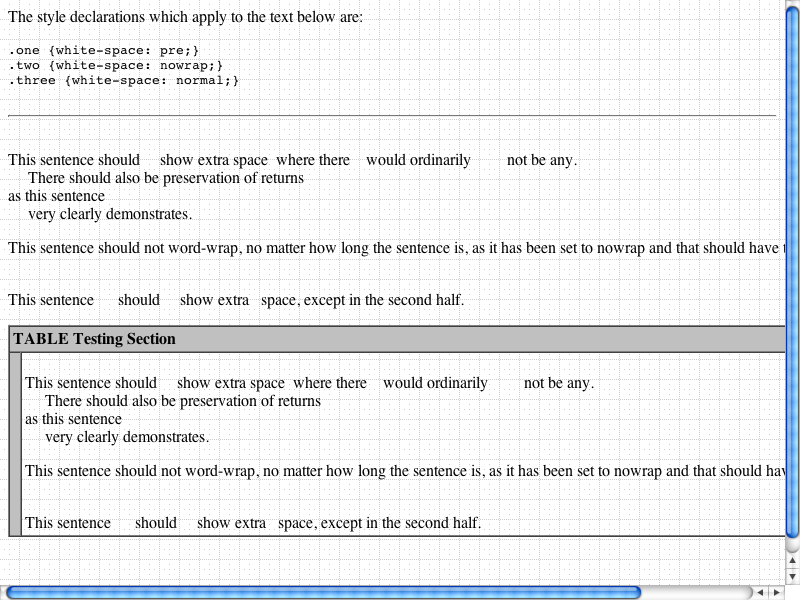 The style declarations which apply to the text below are:
.one {white-space: pre;}
.two {white-space: nowrap;}
.three {white-space: normal;}
This sentence should     show extra space  where there    would ordinarily         not be any.
     There should also be preservation of returns
as this sentence
     very clearly demonstrates.
This sentence should not word-wrap, no matter how long the sentence is, as it has been set to nowrap and that should have
This sentence      should     show extra   space, except in the second half.
TABLE Testing Section
This sentence should     show extra space  where there    would ordinarily         not be any.
     There should also be preservation of returns
as this sentence
     very clearly demonstrates.
This sentence should not word-wrap, no matter how long the sentence is, as it has been set to nowrap and that should
This sentence      should     show extra   space, except in the second half.